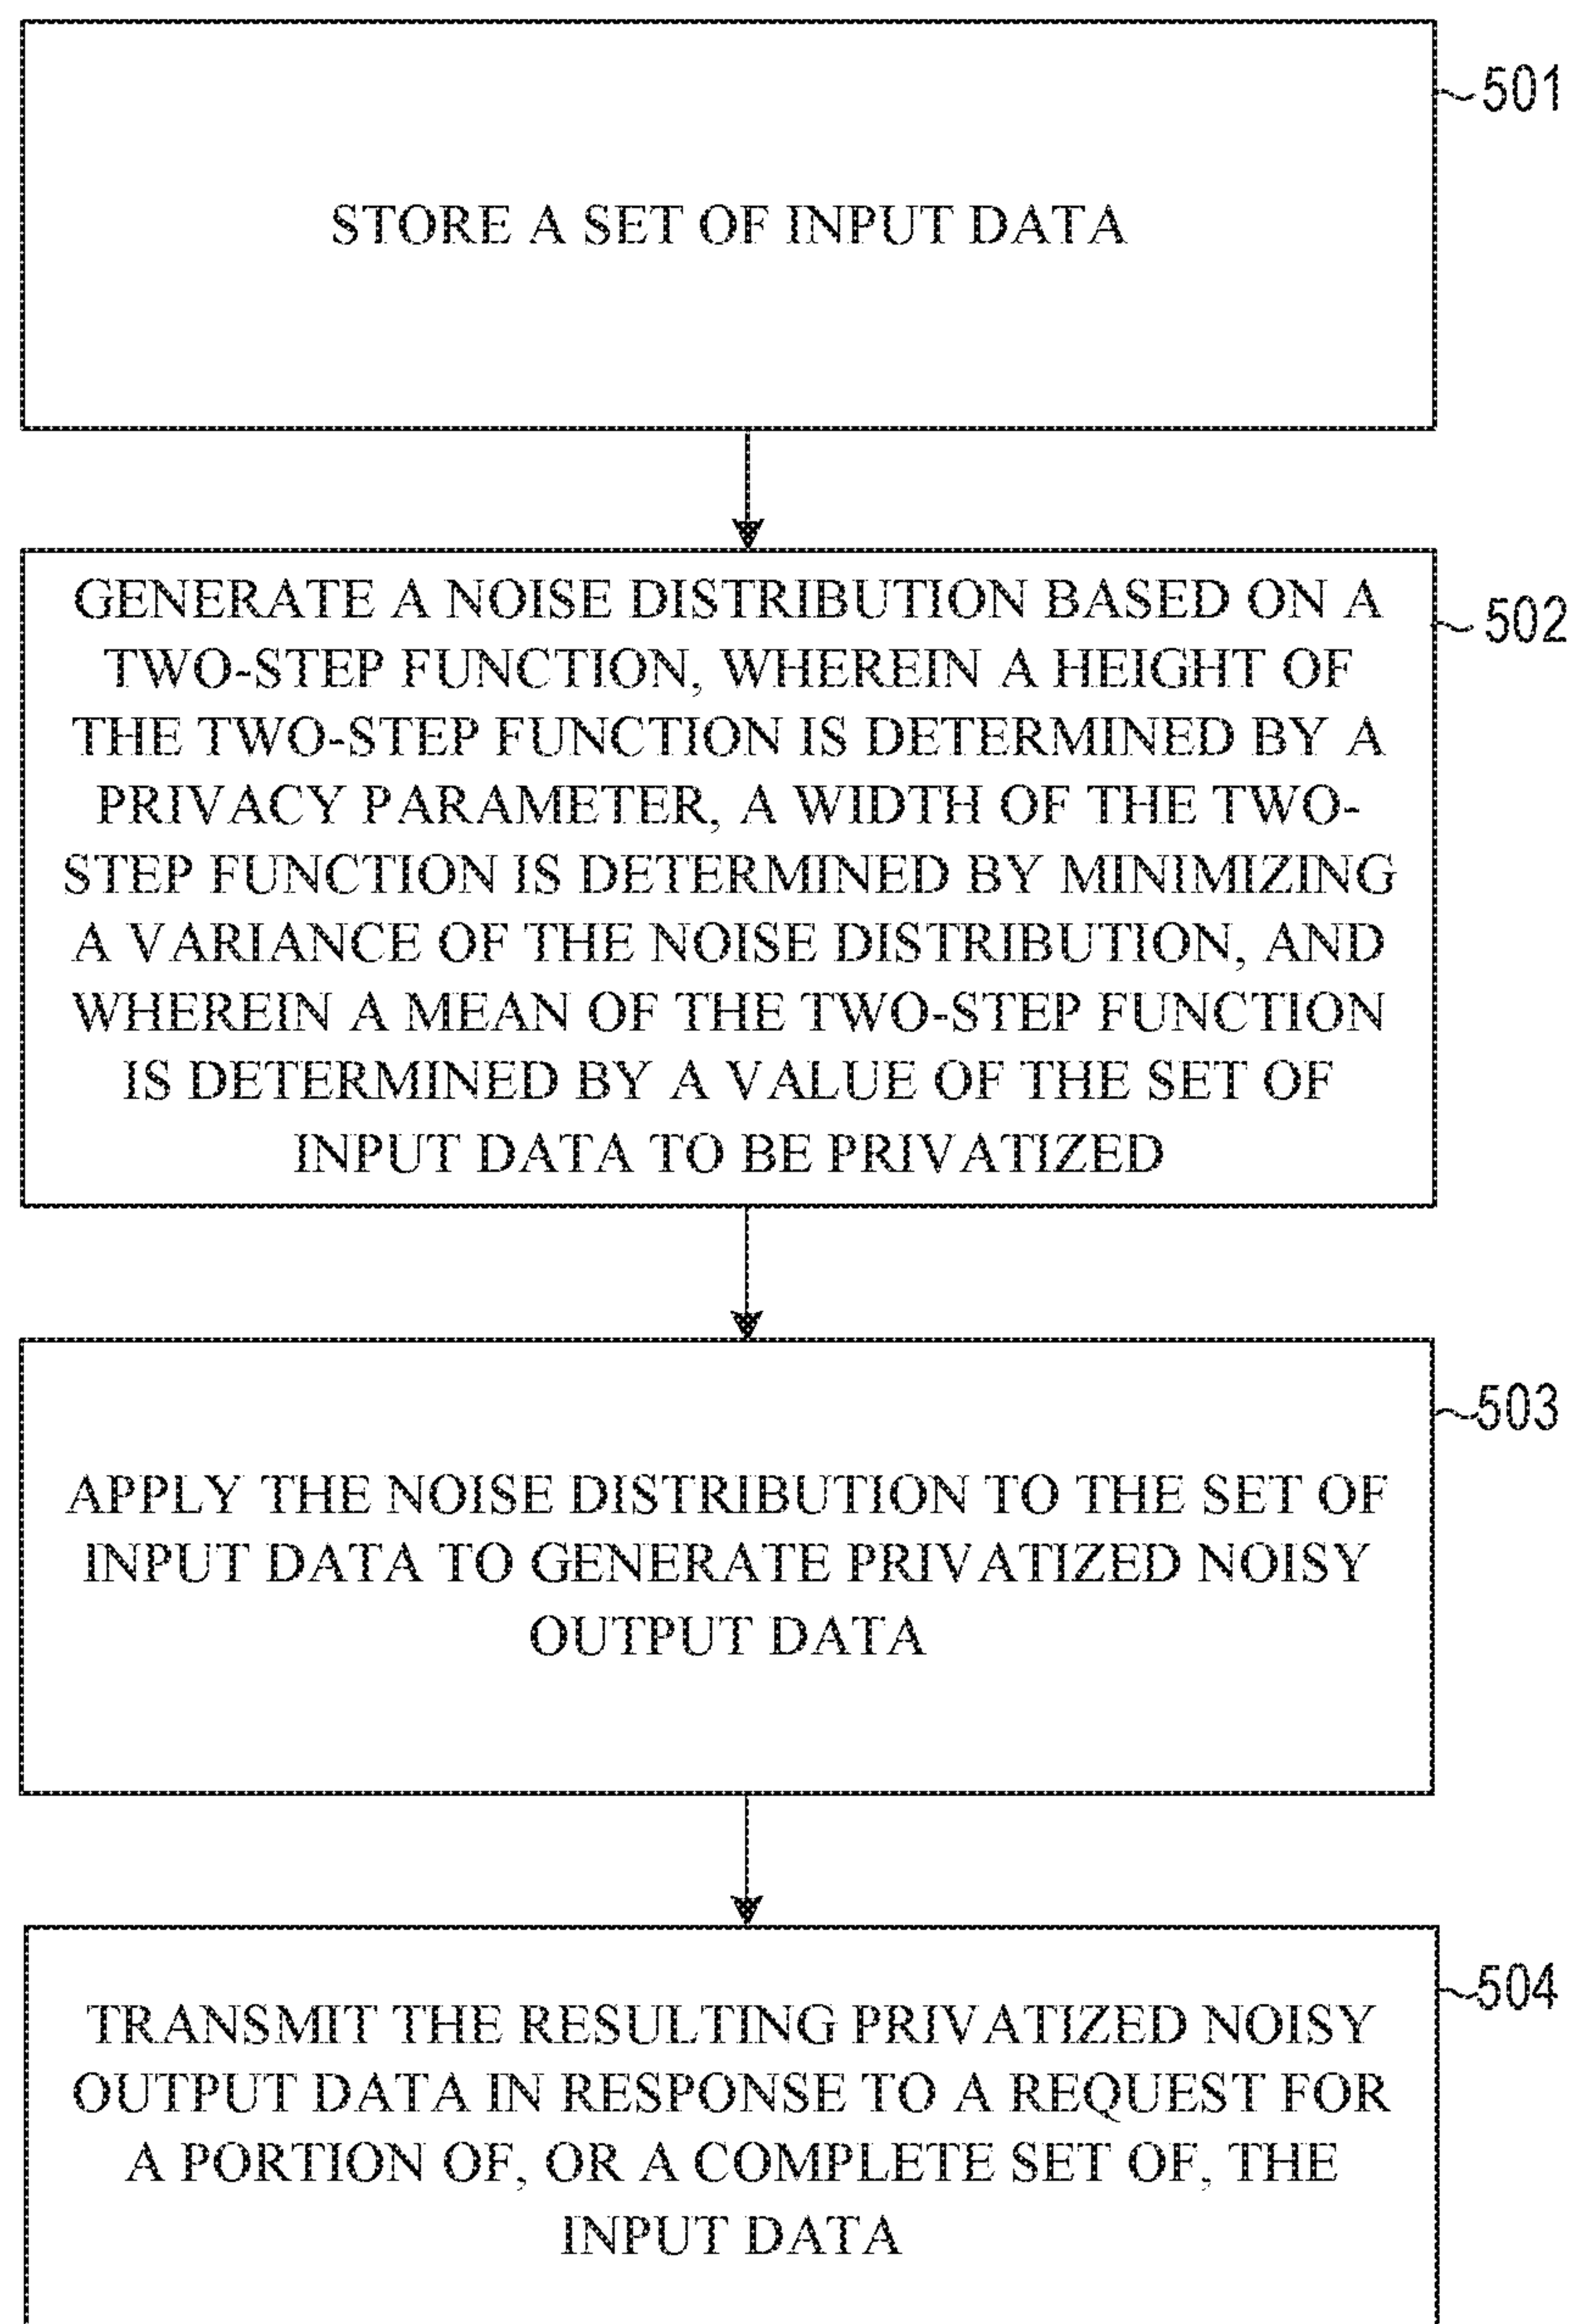 501
STORE A SET OF INPUT DATA
502
GENERATE A NOISE DISTRIBUTION BASED ON A
TWO-STEP FUNCTION, WHEREIN A HEIGHT OF
THE TWO-STEP FUNCTION IS DETERMINED BY A
PRIVACY PARAMETER, A WIDTH OF THE TWO-
STEP FUNCTION IS DETERMINED BY MINIMIZING
A VARIANCE OF THE NOISE DISTRIBUTION, AND
WHEREIN A MEAN OF THE TWO-STEP FUNCTION
IS DETERMINED BY A VALUE OF THE SET OF
INPUT DATA TO BE PRIVATIZED
503
APPLY THE NOISE DISTRIBUTION TO THE SET OF
INPUT DATA TO GENERATE PRIVATIZED NOISY
OUTPUT DATA
504
TRANSMIT THE RESULTING PRIVATIZED NOISY
OUTPUT DATA IN RESPONSE TO A REQUEST FOR
A PORTION OF, OR A COMPLETE SET OF, THE
INPUT DATA